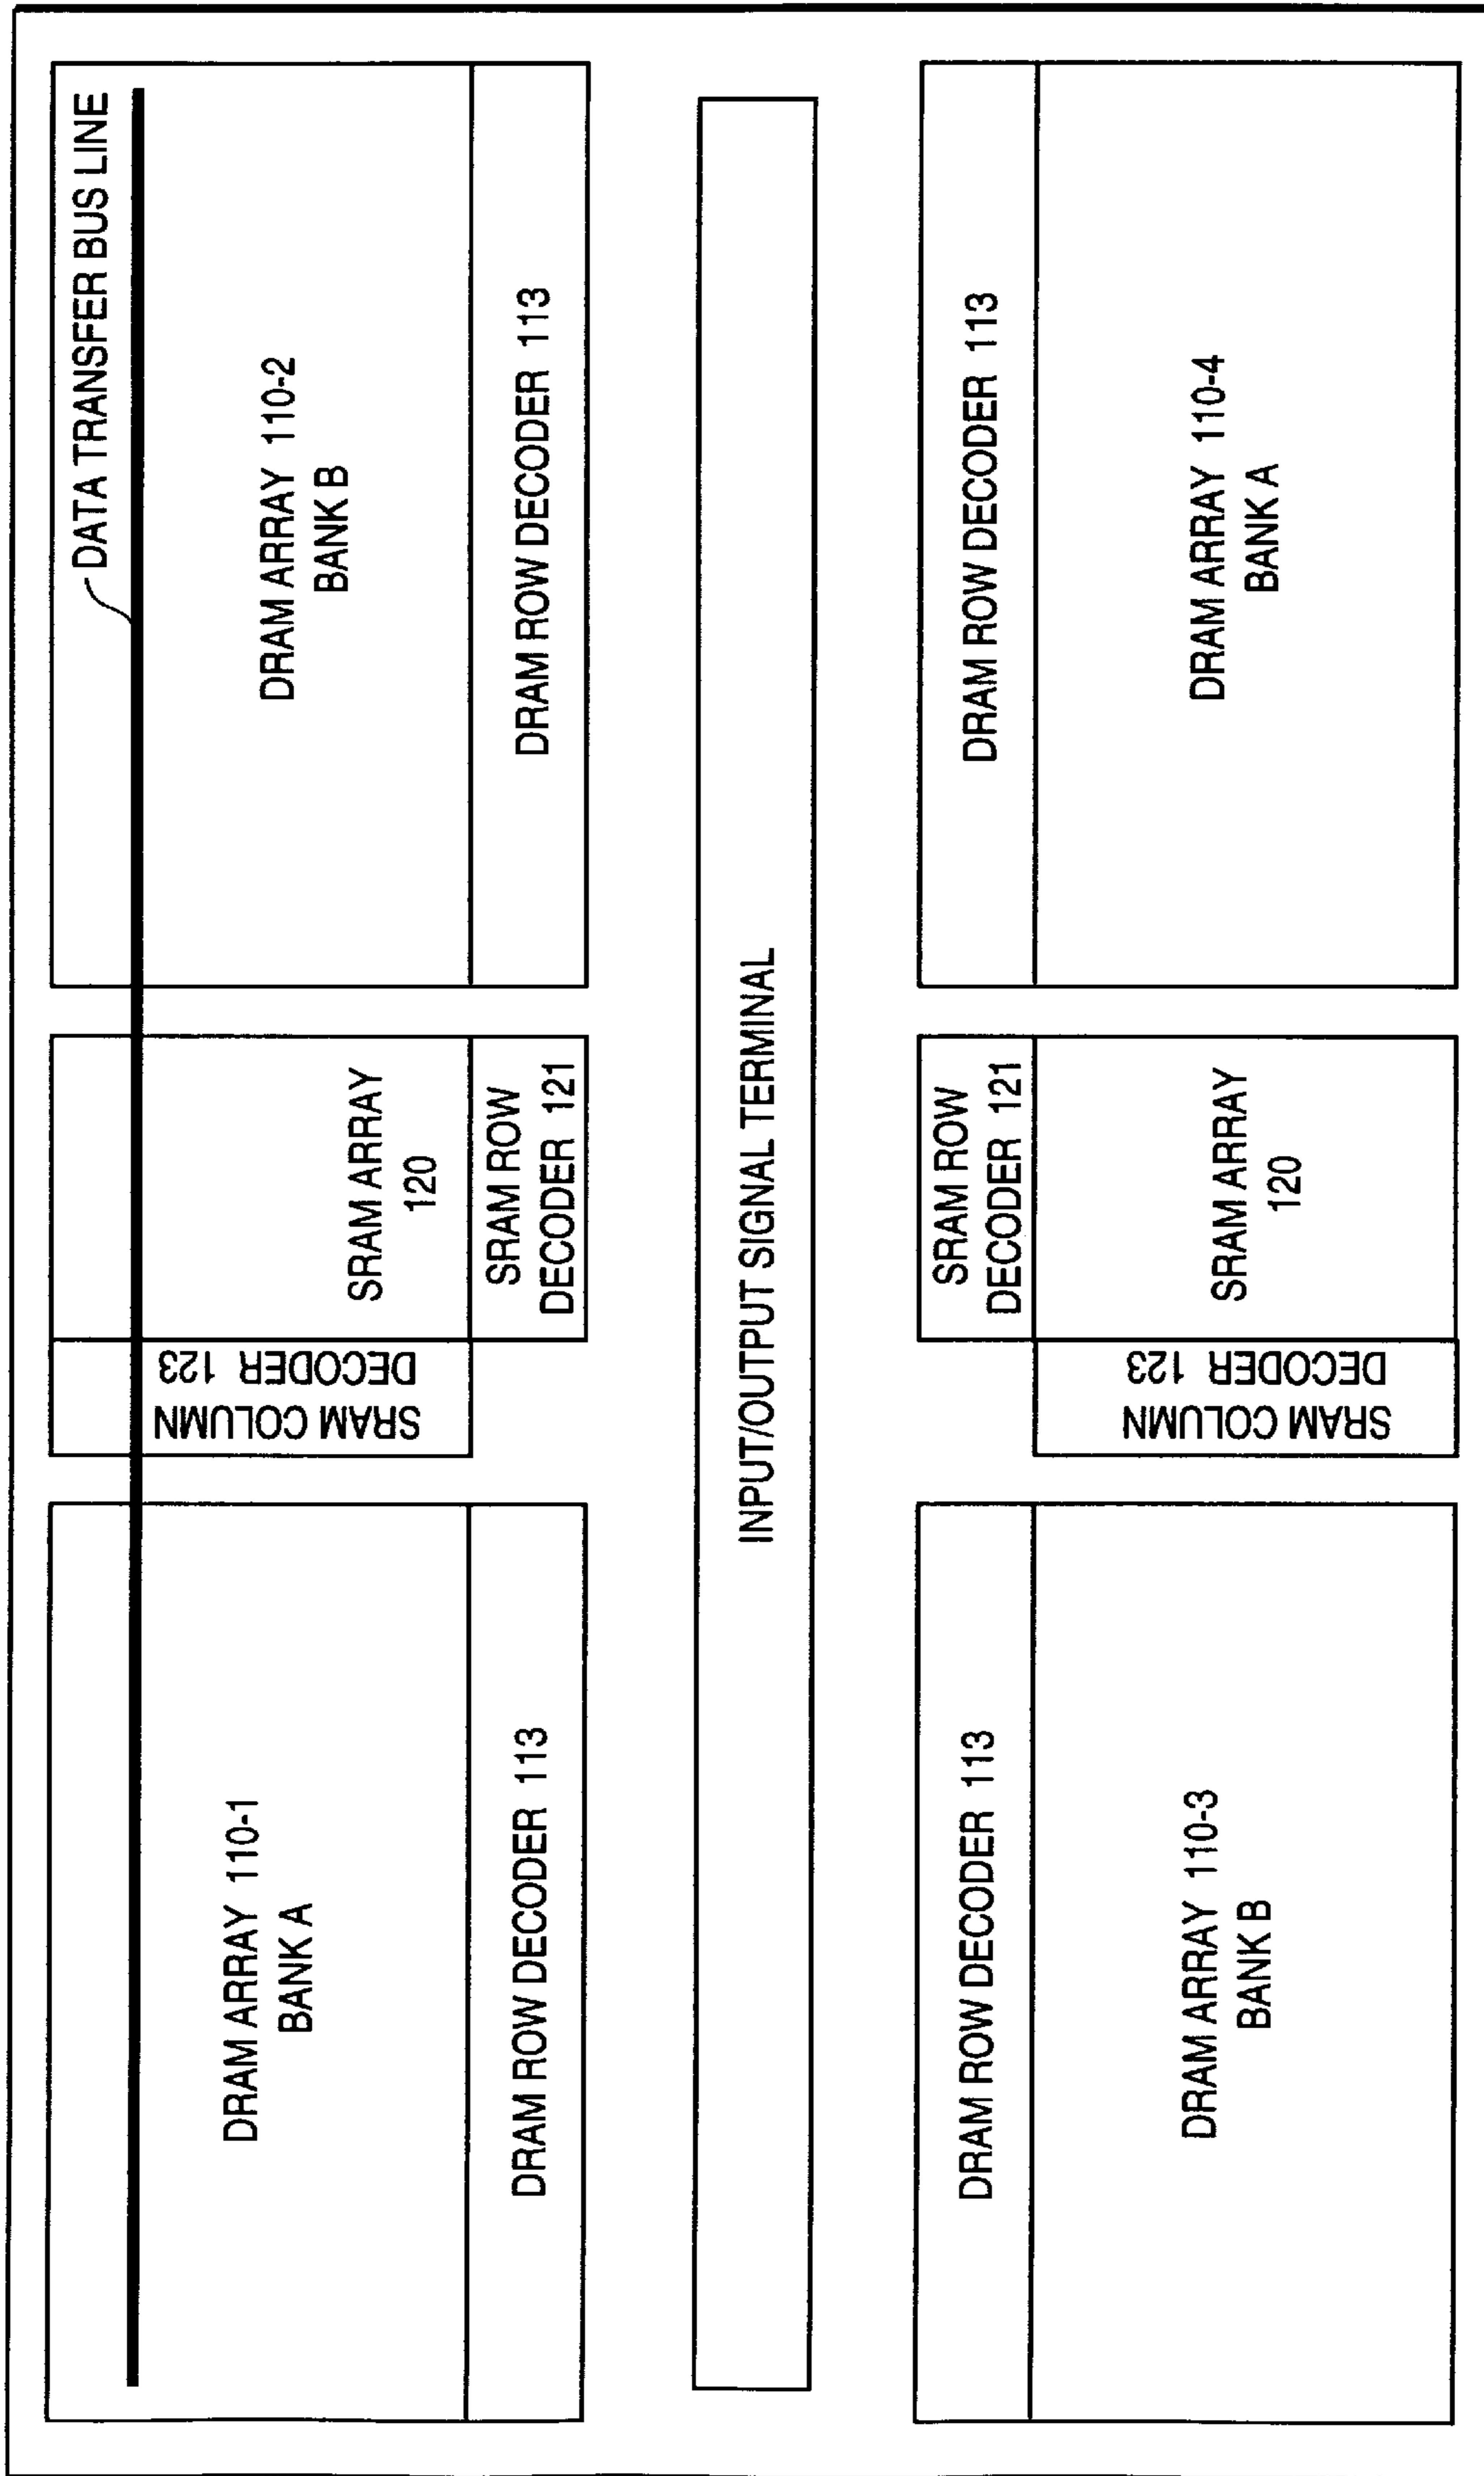 DATA TRANSFER BUS LINE
DRAM ARRAY 110-1
BANK A
DRAM ROW DECODER 113
SRAM COLUMN
DECODER 123
SRAM ARRAY
120
SRAM ROW
DECODER 121
DRAM ARRAY 110-2
BANK B
DRAM ROW DECODER 113
INPUT/OUTPUT SIGNAL TERMINAL
DRAM ROW DECODER 113
DRAM ARRAY 110-3
BANK B
SRAM COLUMN
DECODER 123
SRAM ROW
DECODER 121
SRAM ARRAY
120
DRAM ROW DECODER 113
DRAM ARRAY 110-4
BANK A